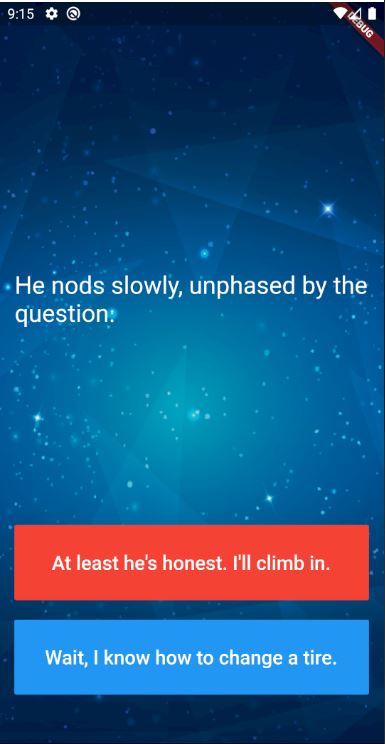 9:15
DEBUG
He nods slowly, unphased by the
question.
At least he's honest. I'll climb in.
Wait, I know how to change a tire.